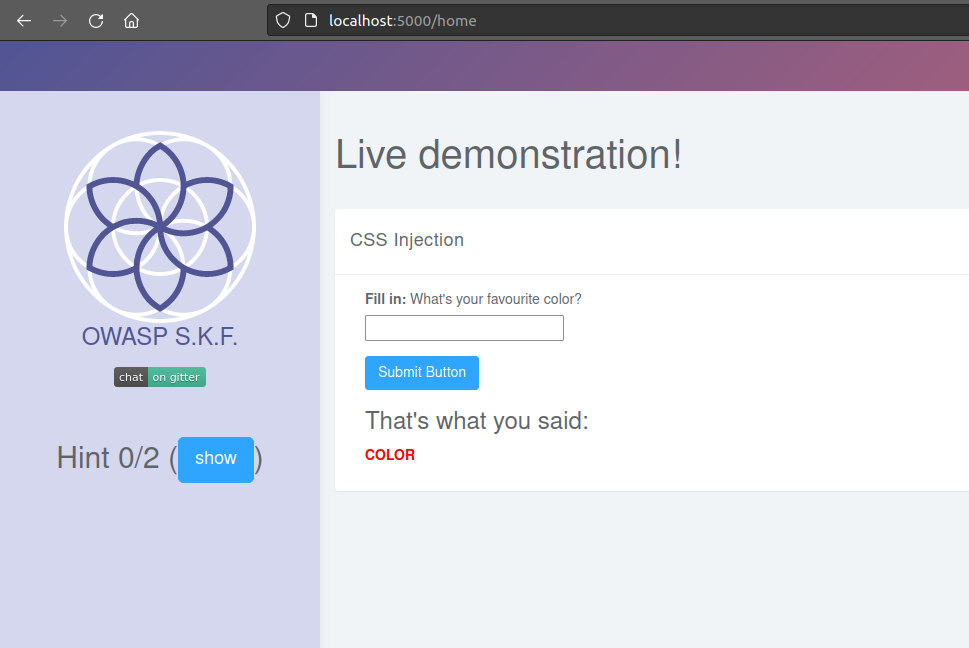 localhost:5000/home
OWASP S.K.F.
chat on gitter
Hint 0/2 (show)
Live demonstration!
CSS Injection
Fill in: What's your favourite color?
Submit Button
That's what you said:
COLOR